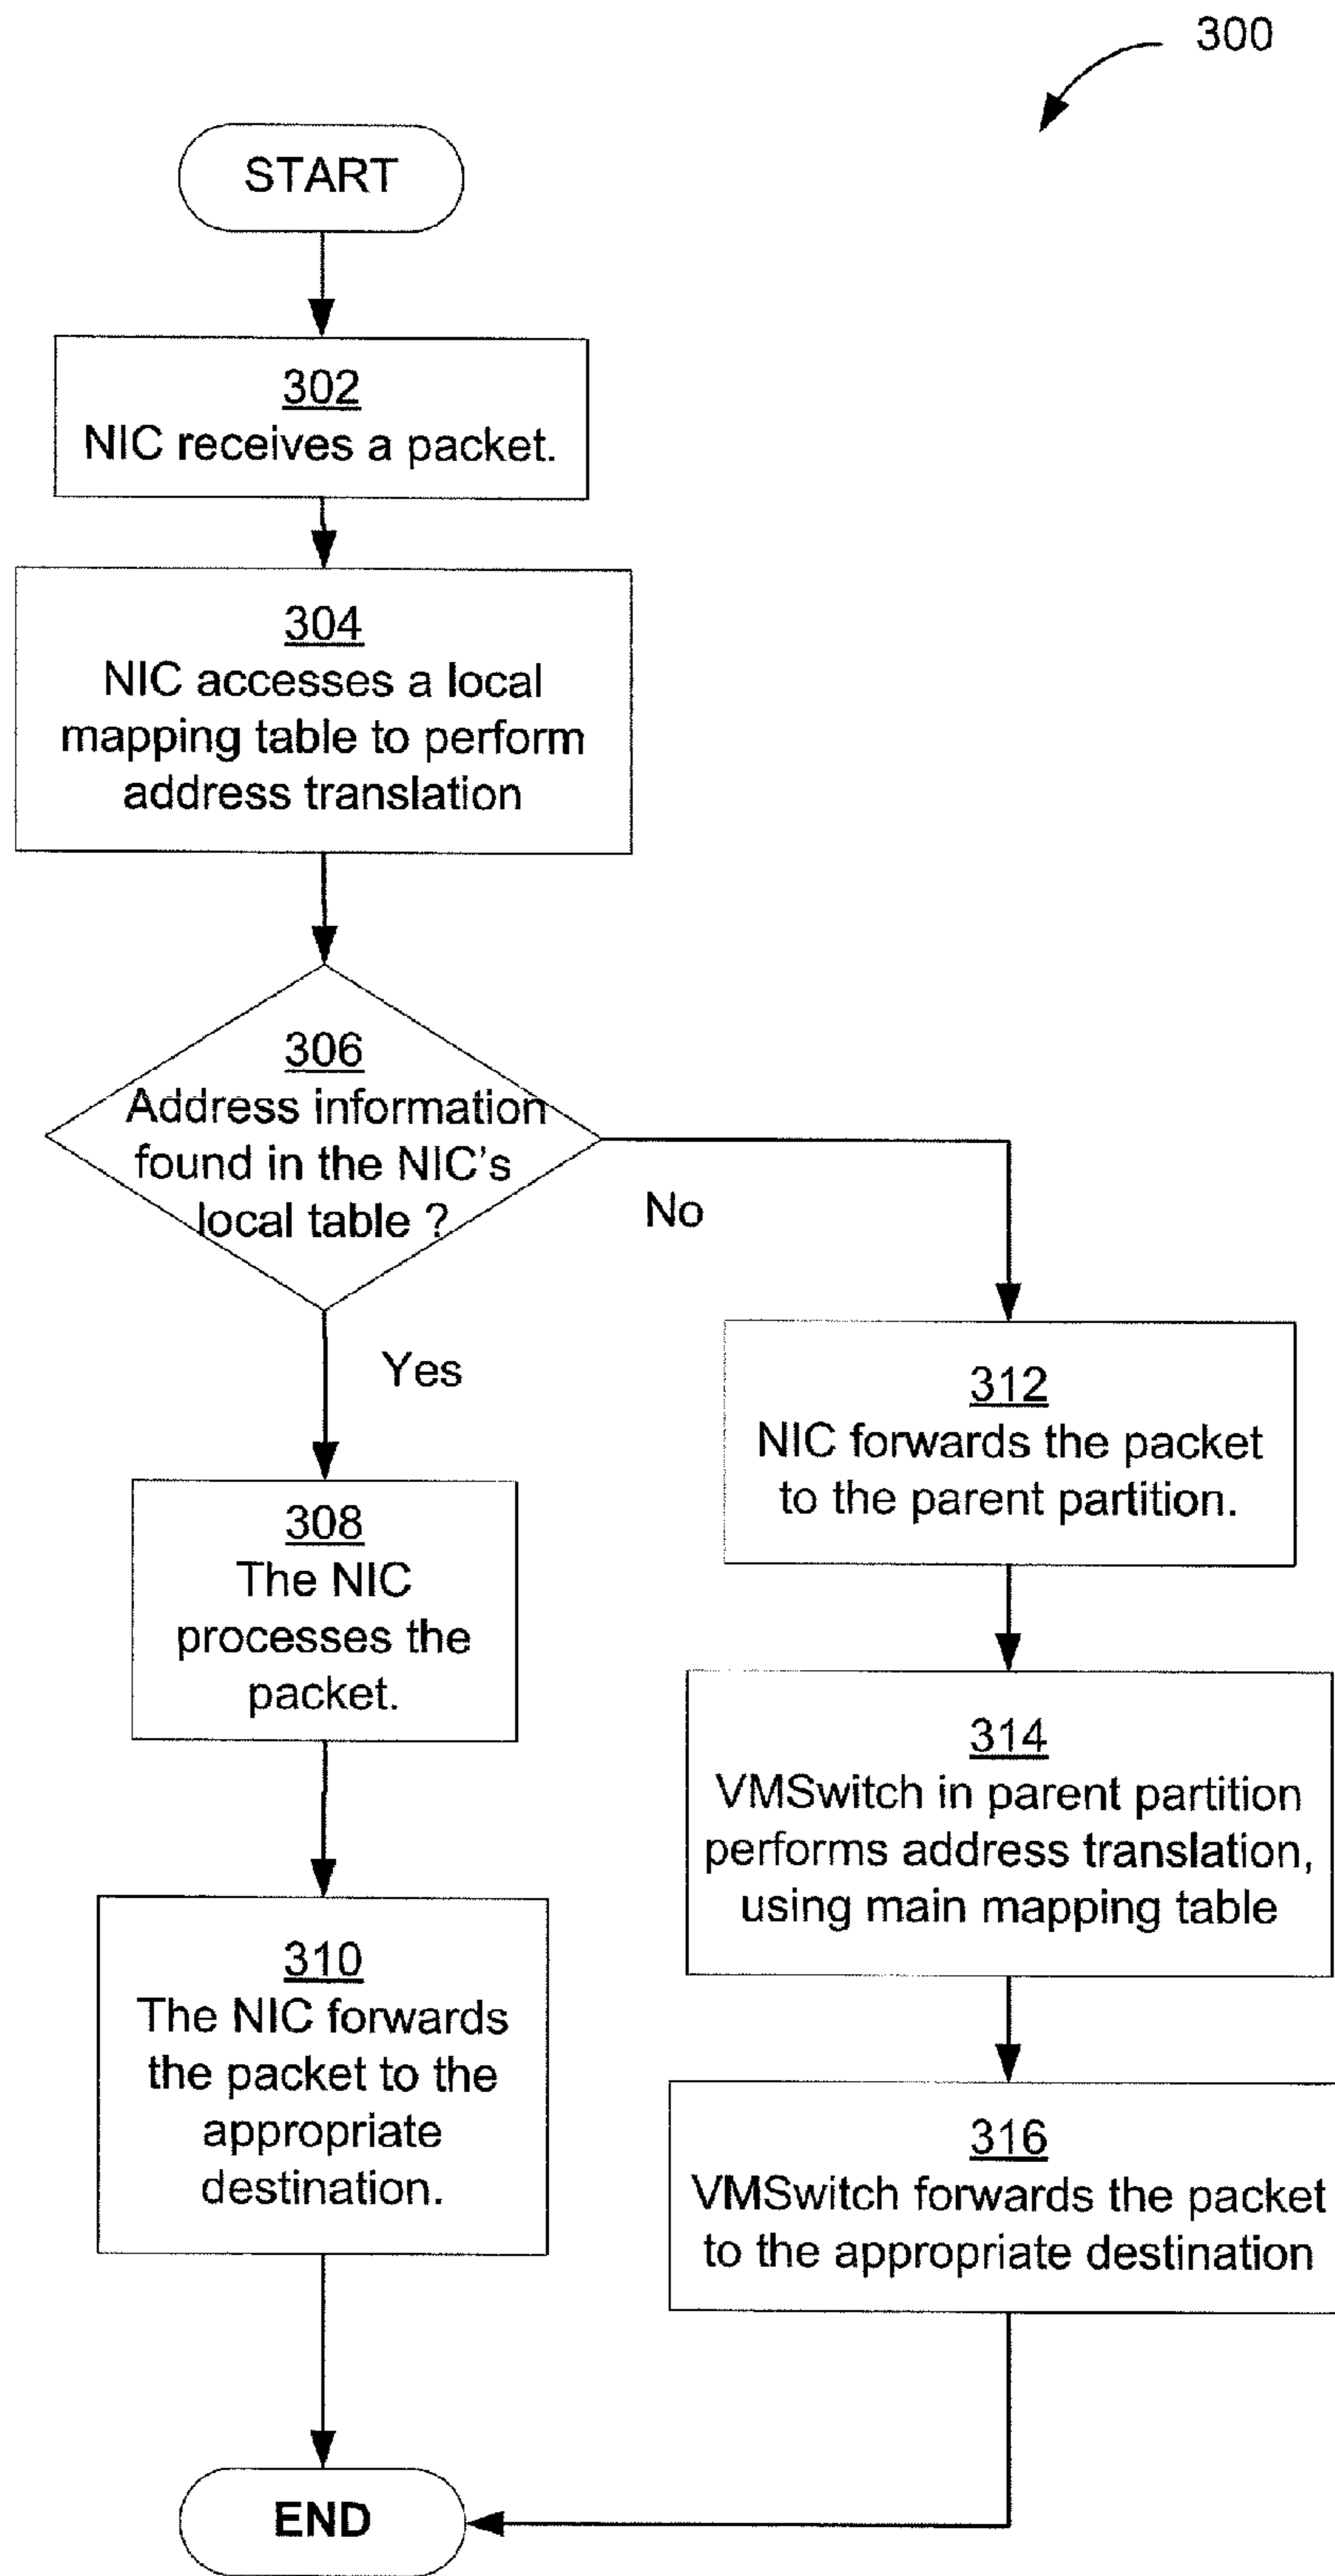 300
START
302
NIC receives a packet.
304
NIC accesses a local
mapping table to perform
address translation
306
Address information
found in the NIC's
local table ?
No
Yes
308
The NIC
processes the
packet.
310
The NIC forwards
the packet to the
appropriate
destination.
312
NIC forwards the packet
to the parent partition.
314
VMSwitch in parent partition
performs address translation,
using main mapping table
316
VMSwitch forwards the packet
to the appropriate destination
END